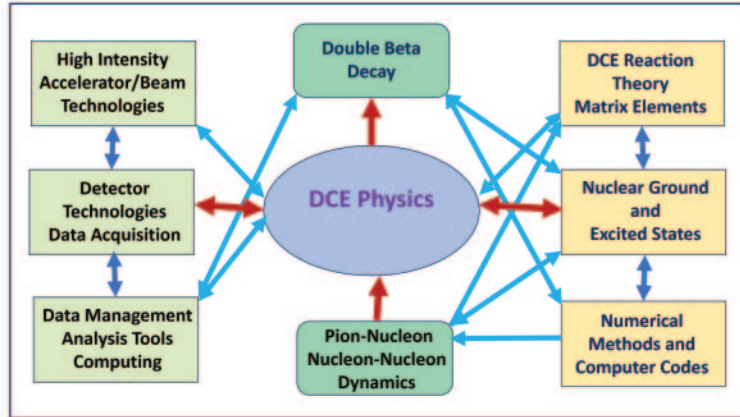 High Intensity
Accelerator/Beam
Technologies
Double Beta
Decay
DCE Reaction
Theory
Matrix Elements
Detector
Technologies
Data Acquisition
DCE Physics
Nuclear Ground
and
Excited States
Data Management
Analysis Tools
Computing
Pion-Nucleon
Nucleon-Nucleon
Dynamics
Numerical
Methods and
Computer Codes